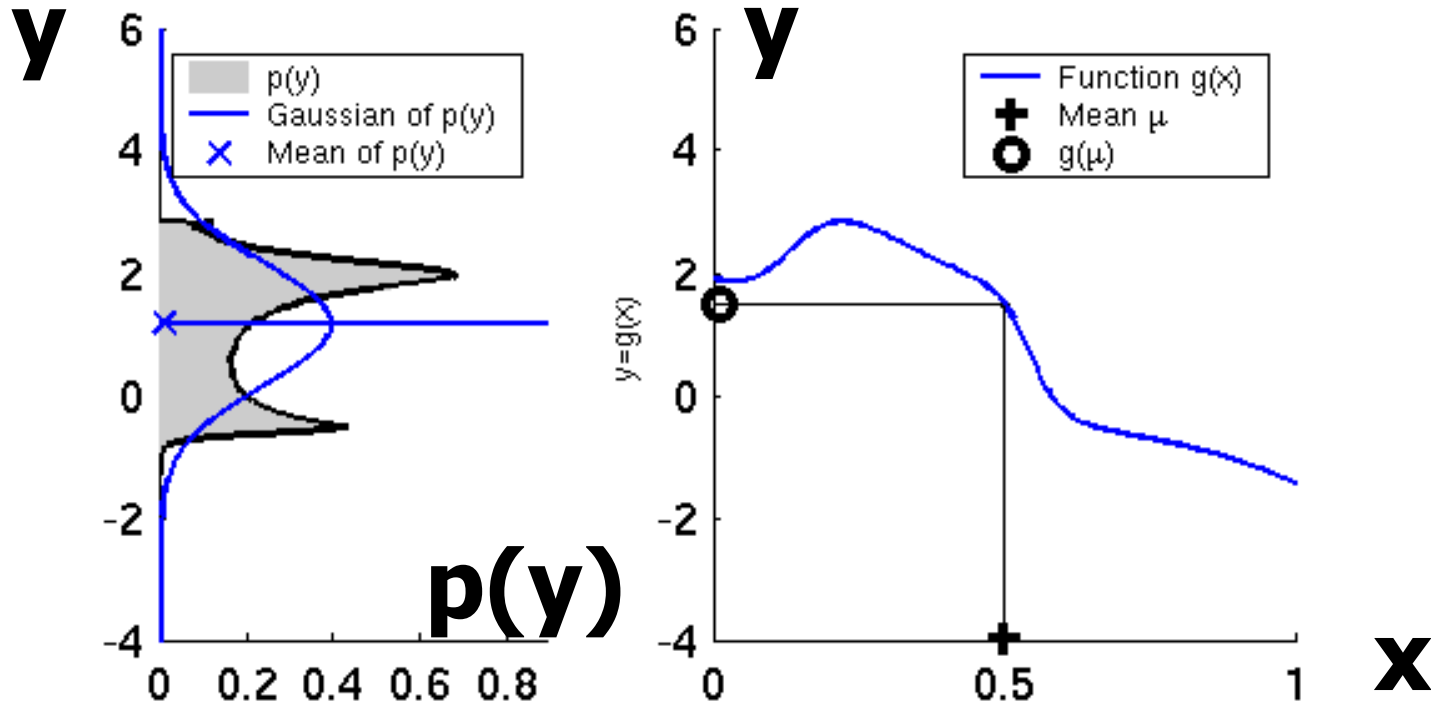 y
6
4
2
0
-2
-4
p(y)
Gaussian of p(y)
Mean of p(y)
0 0.2 0.4 0.6 0.8
p(y)
y
6
4
2
0
-2
-4
y=g(x)
Function g(x)
Mean μ
g(μ)
0 0.5 1
x